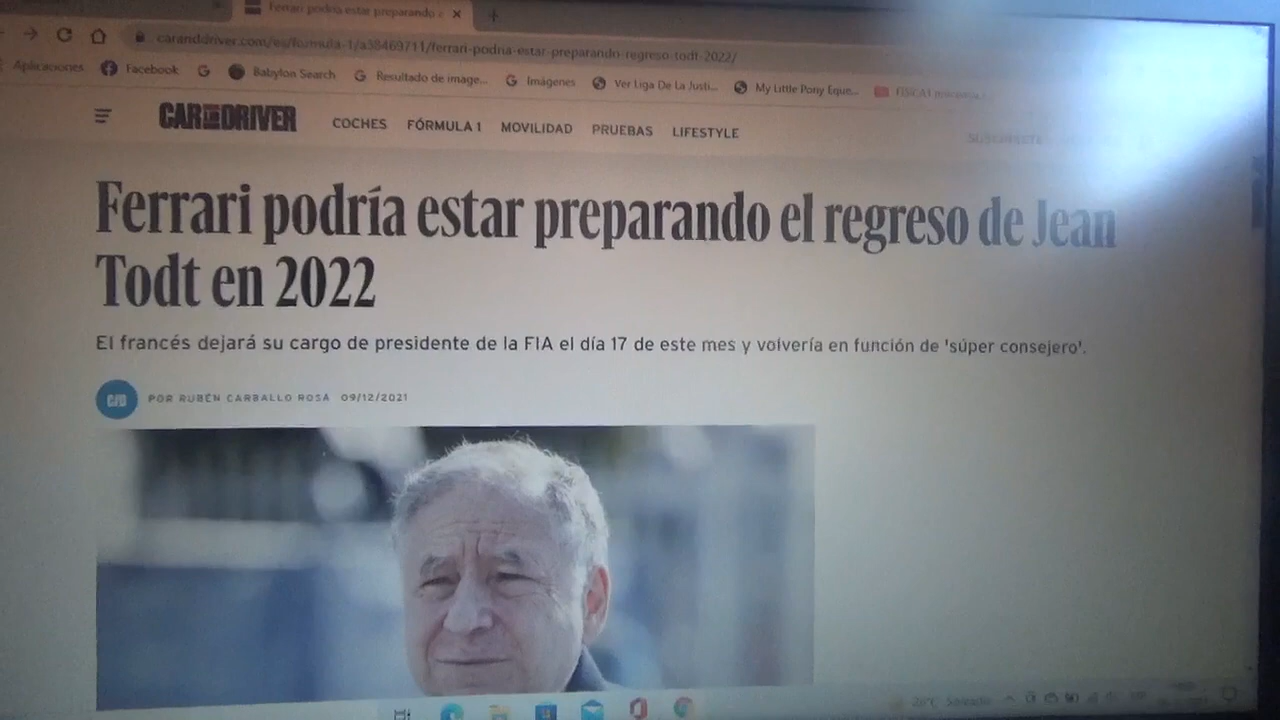 Ferrari podría estar preparando e
caranddriver.com/es/formula-1/a38469711/ferrari-podria-estar-preparando-regreso-todt-2022/
Aplicaciones Facebook Babylon Search Resultado de image... Imágenes Ver Liga De La Justi... My Little Pony Eque...
CAR AND DRIVER COCHES FÓRMULA 1 MOVILIDAD PRUEBAS LIFESTYLE
Ferrari podría estar preparando el regreso de Jean
Todt en 2022
El francés dejará su cargo de presidente de la FIA el día 17 de este mes y volvería en función de 'súper consejero'.
C/D POR RUBÉN CARBALLO ROSA 09/12/2021
Soleado